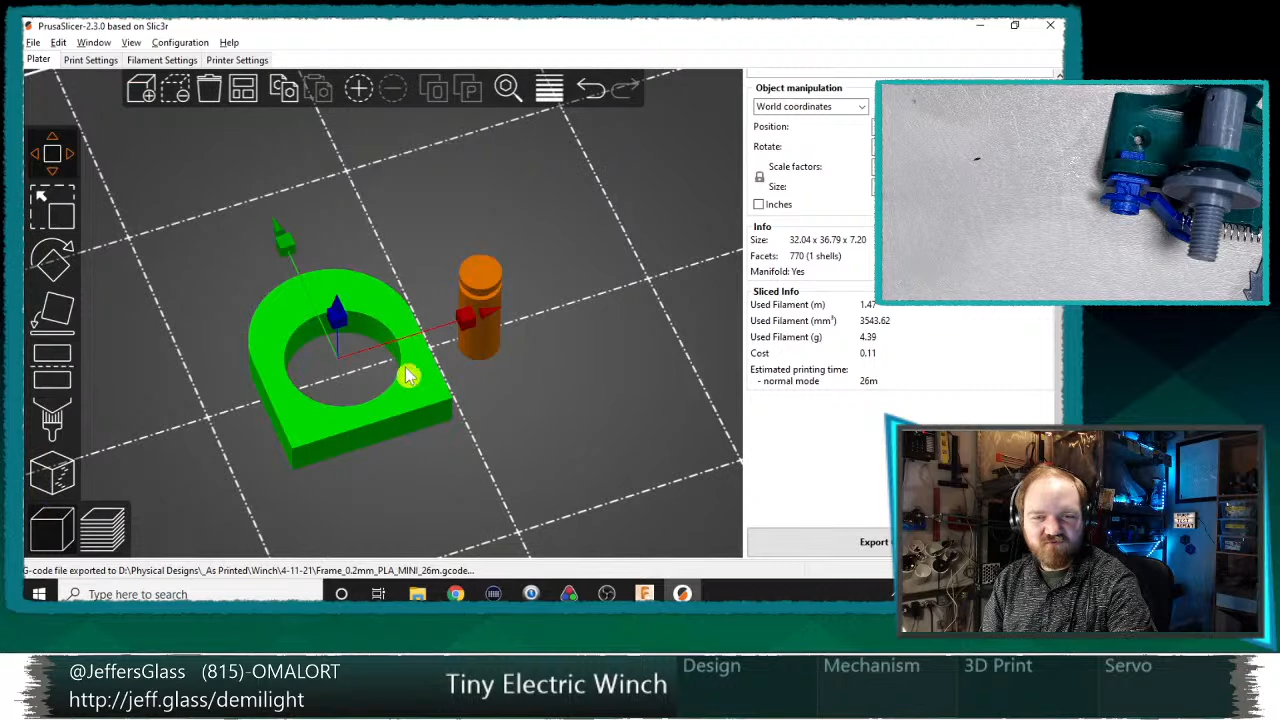 PrusaSlicer-2.3.0 based on Slic3r
File Edit Window View Configuration Help
Plater Print Settings Filament Settings Printer Settings
Object manipulation
World coordinates
Position:
Rotate:
Scale factors:
Size:
Inches
Info
Size: 32.04 x 36.79 x 7.20
Facets: 770 (1 shells)
Manifold: Yes
Sliced Info
Used Filament (m) 1.47
Used Filament (mm³) 3543.62
Used Filament (g) 4.39
Cost 0.11
Estimated printing time:
- normal mode 26m
Export
G-code file exported to D:\Physical Designs\_As Printed\Winch\4-11-21\Frame_0.2mm_PLA_MINI_26m.gcode...
Type here to search
@JeffersGlass (815)-OMALORT
http://jeff.glass/demilight
Tiny Electric Winch
Design Mechanism 3D Print Servo